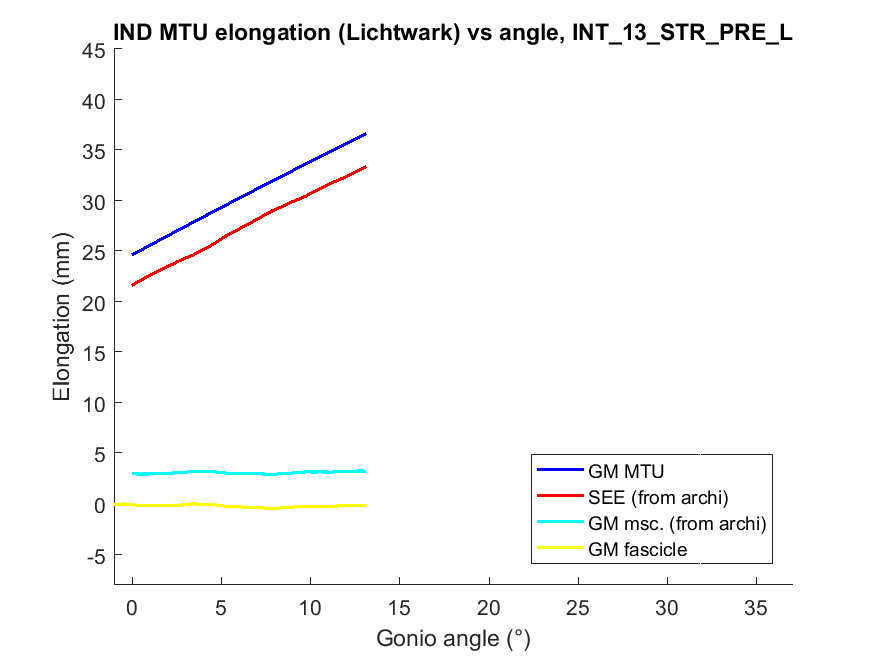 IND MTU elongation (Lichtwark) vs angle, INT_13_STR_PRE_L
45
40
35
30
25
20
15
10
5
0
-5
Elongation (mm)
GM MTU
SEE (from archi)
GM msc. (from archi)
GM fascicle
0 5 10 15 20 25 30 35
Gonio angle (°)